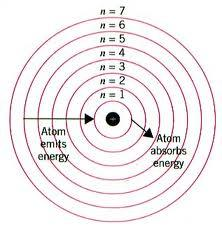 n = 7
n = 6
n = 5
n = 4
n = 3
n = 2
n = 1
+
Atom
emits
energy
Atom
absorbs
energy